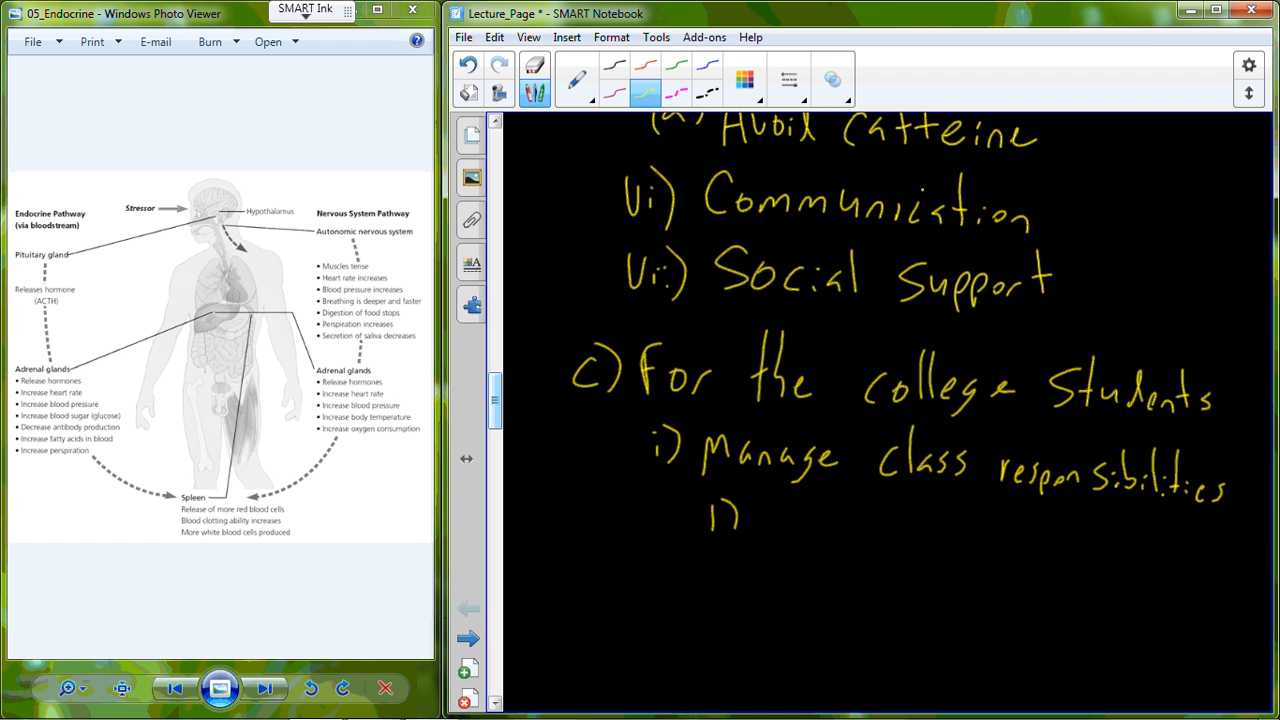 05_Endocrine - Windows Photo Viewer
SMART Ink
File Print E-mail Burn Open
Stressor
Hypothalamus
Endocrine Pathway
(via bloodstream)
Nervous System Pathway
Autonomic nervous system
Pituitary gland
Releases hormone
(ACTH)
• Muscles tense
• Heart rate increases
• Blood pressure increases
• Breathing is deeper and faster
• Digestion of food stops
• Perspiration increases
• Secretion of saliva decreases
Adrenal glands
• Release hormones
• Increase heart rate
• Increase blood pressure
• Increase blood sugar (glucose)
• Decrease antibody production
• Increase fatty acids in blood
• Increase perspiration
Adrenal glands
• Release hormones
• Increase heart rate
• Increase blood pressure
• Increase body temperature
• Increase oxygen consumption
Spleen
Release of more red blood cells
Blood clotting ability increases
More white blood cells produced
Lecture_Page * - SMART Notebook
File Edit View Insert Format Tools Add-ons Help
(a) Avoid Caffeine
Vi) Communication
Vii) Social Support
C) For the college Students
i) Manage class responsibilities
1)